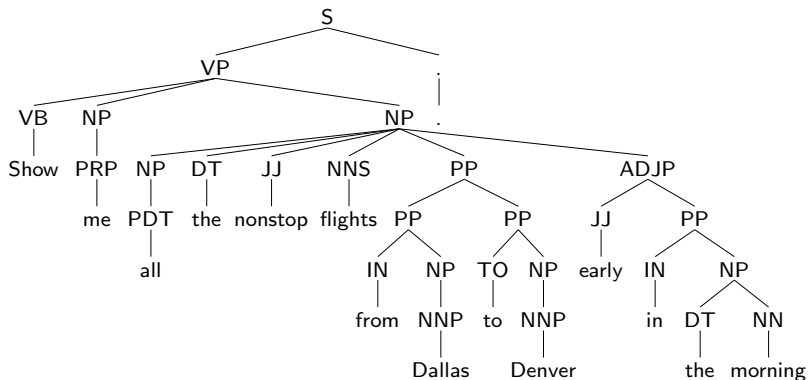 S
VP .
VB NP NP .
Show PRP NP DT JJ NNS PP ADJP
me PDT the nonstop flights PP PP JJ PP
all IN NP TO NP early IN NP
from NNP to NNP in DT NN
Dallas Denver the morning